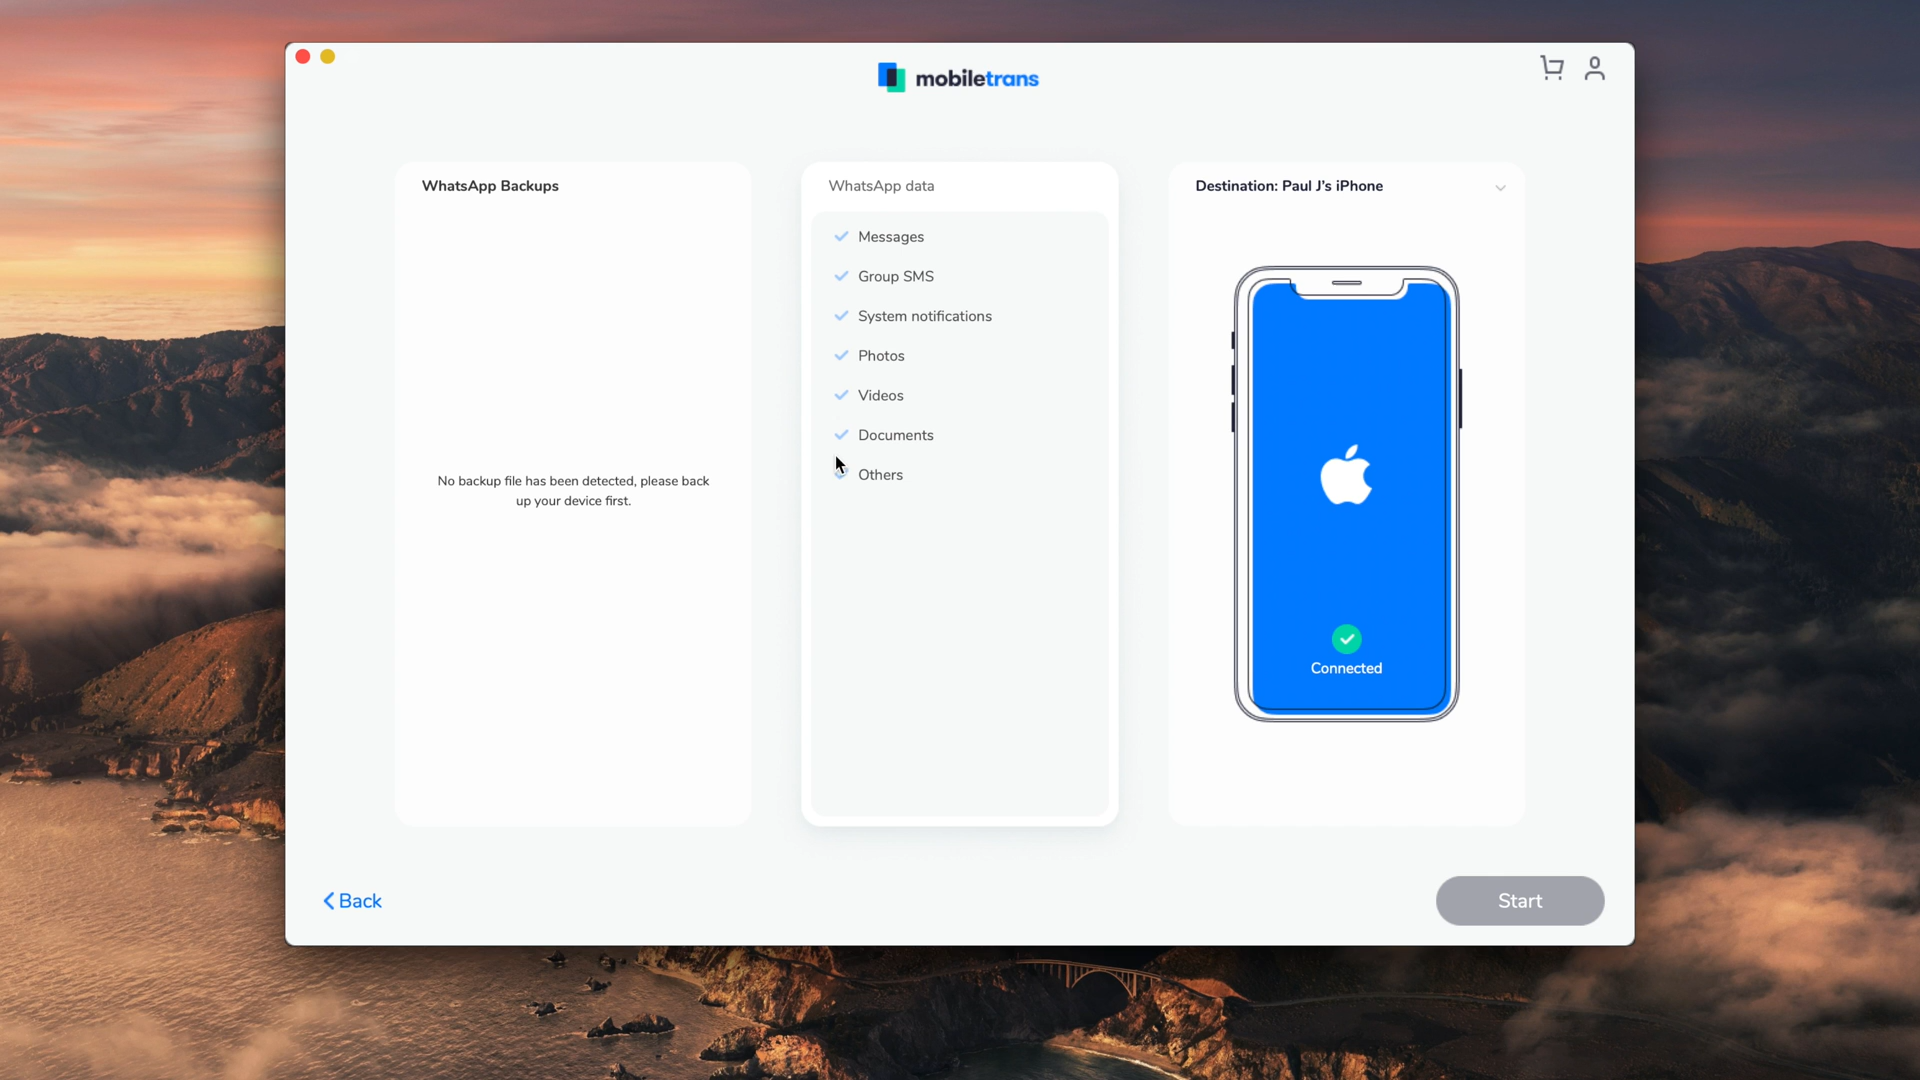 mobiletrans
WhatsApp Backups
No backup file has been detected, please back
up your device first.
WhatsApp data
Messages
Group SMS
System notifications
Photos
Videos
Documents
Others
Destination: Paul J's iPhone
Connected
Back
Start